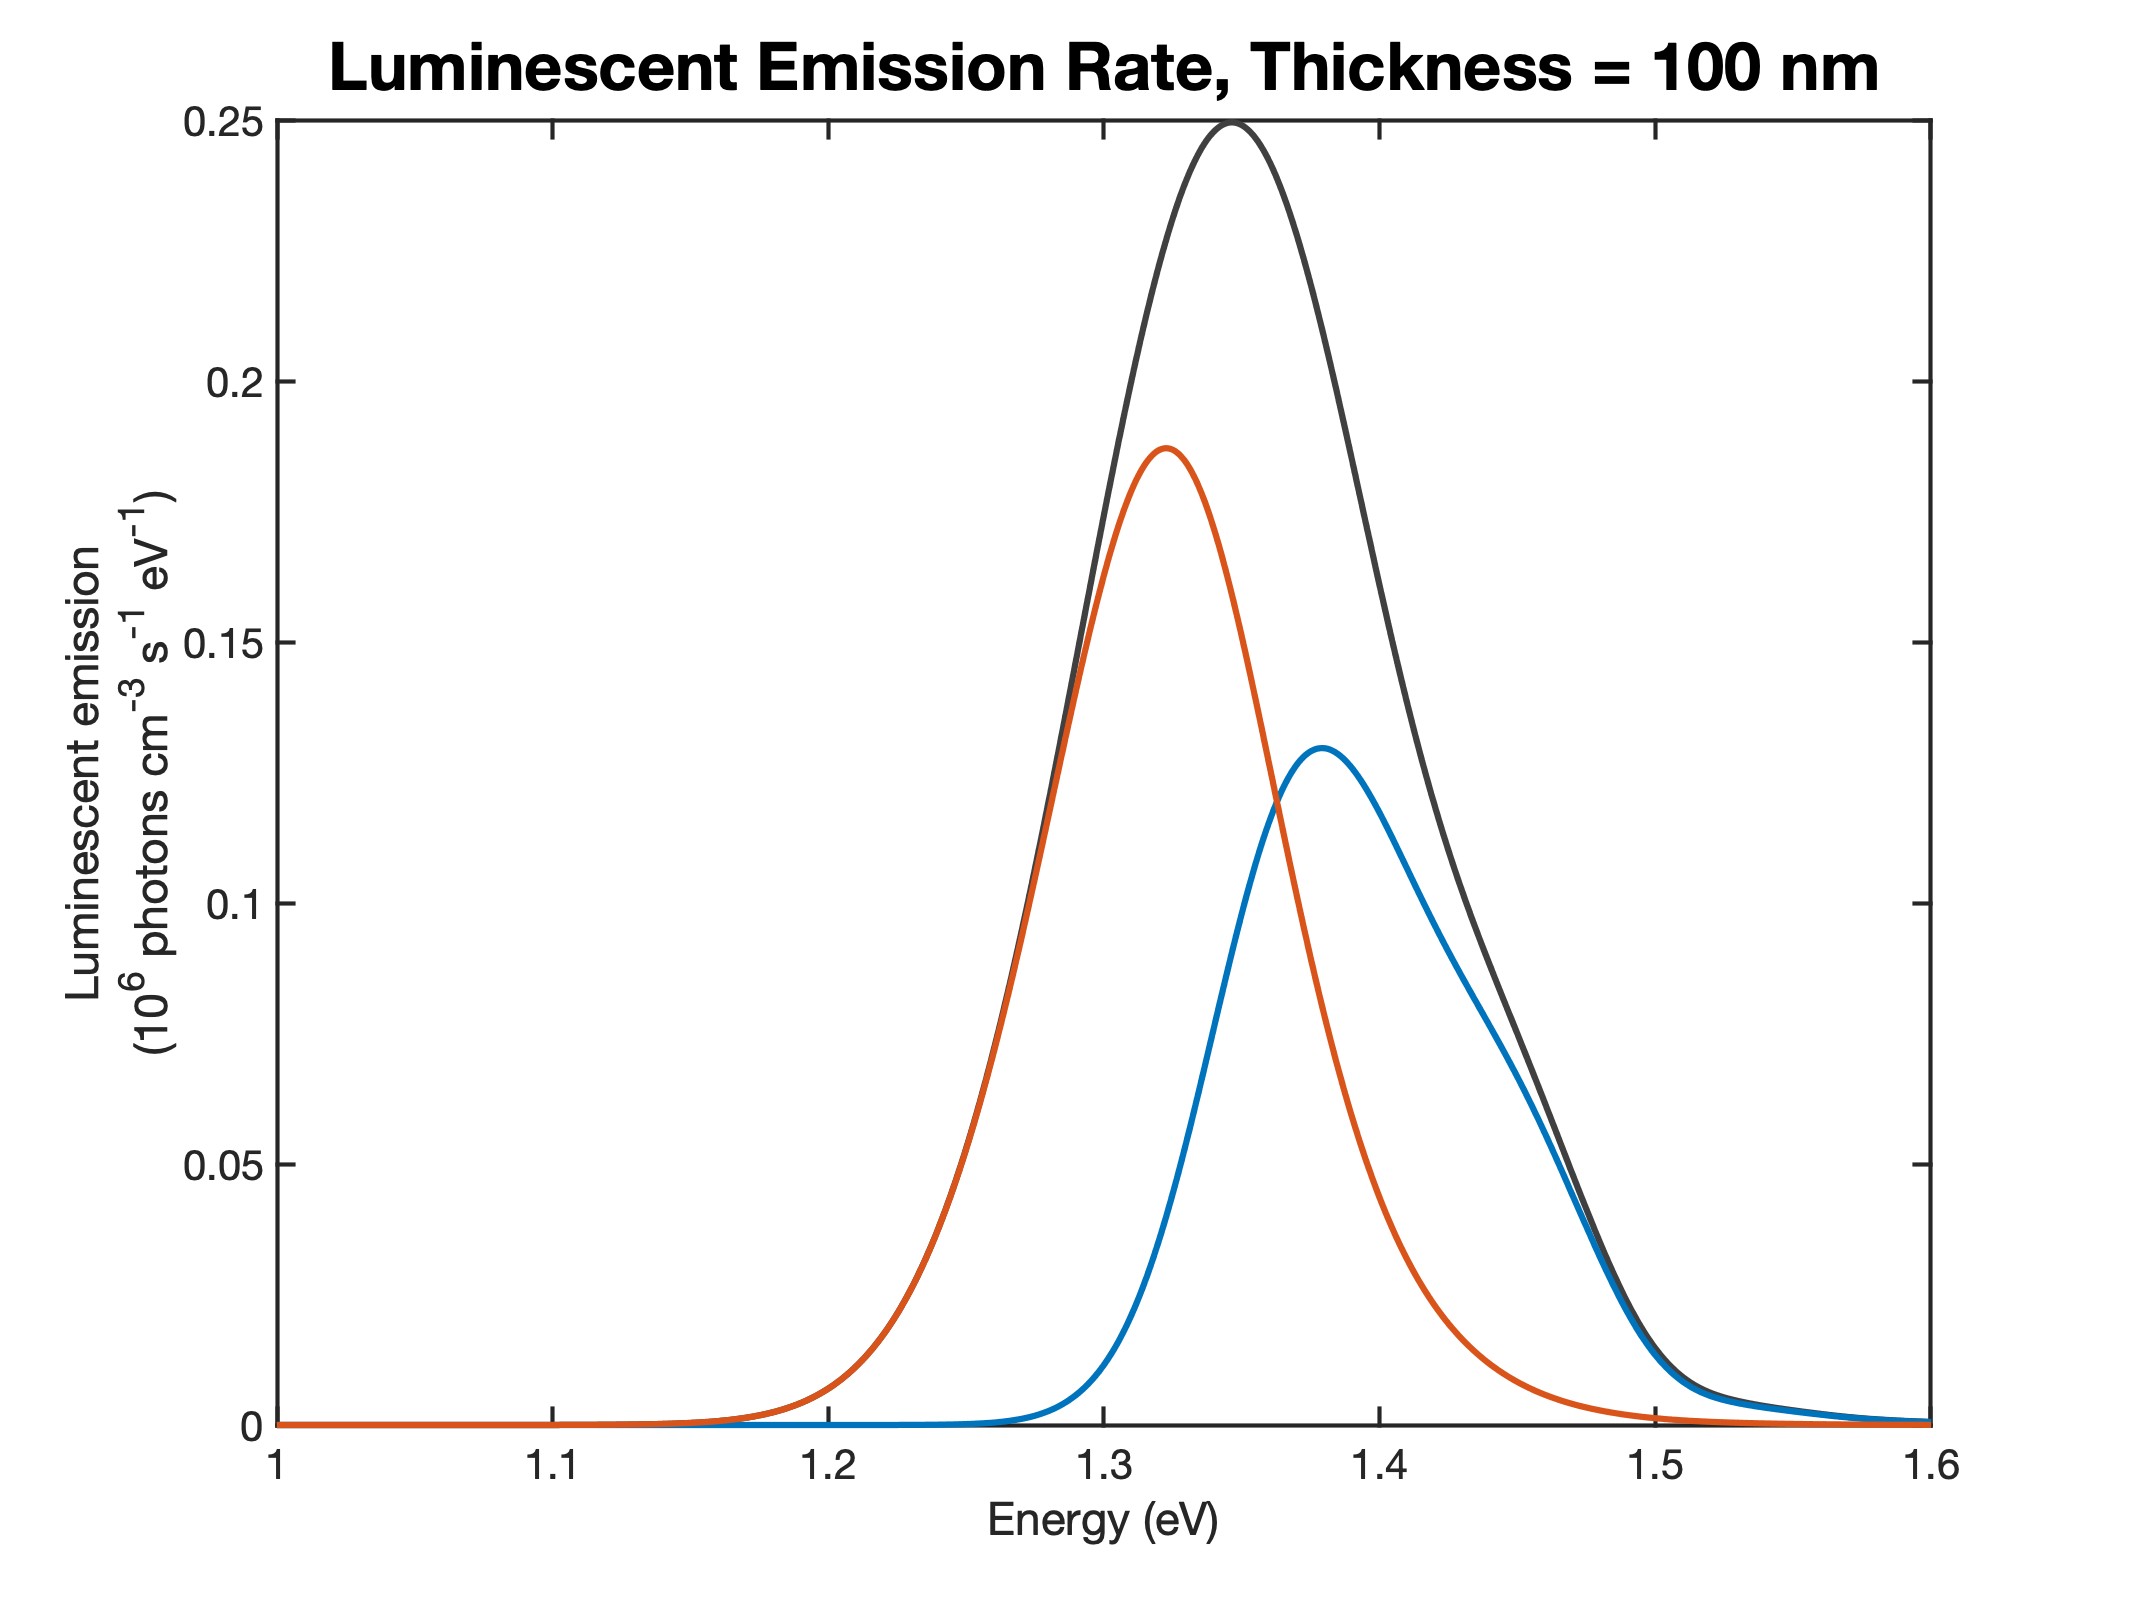 Luminescent Emission Rate, Thickness = 100 nm
0.25
0.2
0.15
0.1
0.05
0
Luminescent emission
(10⁶ photons cm⁻³ s⁻¹ eV⁻¹)
1 1.1 1.2 1.3 1.4 1.5 1.6
Energy (eV)